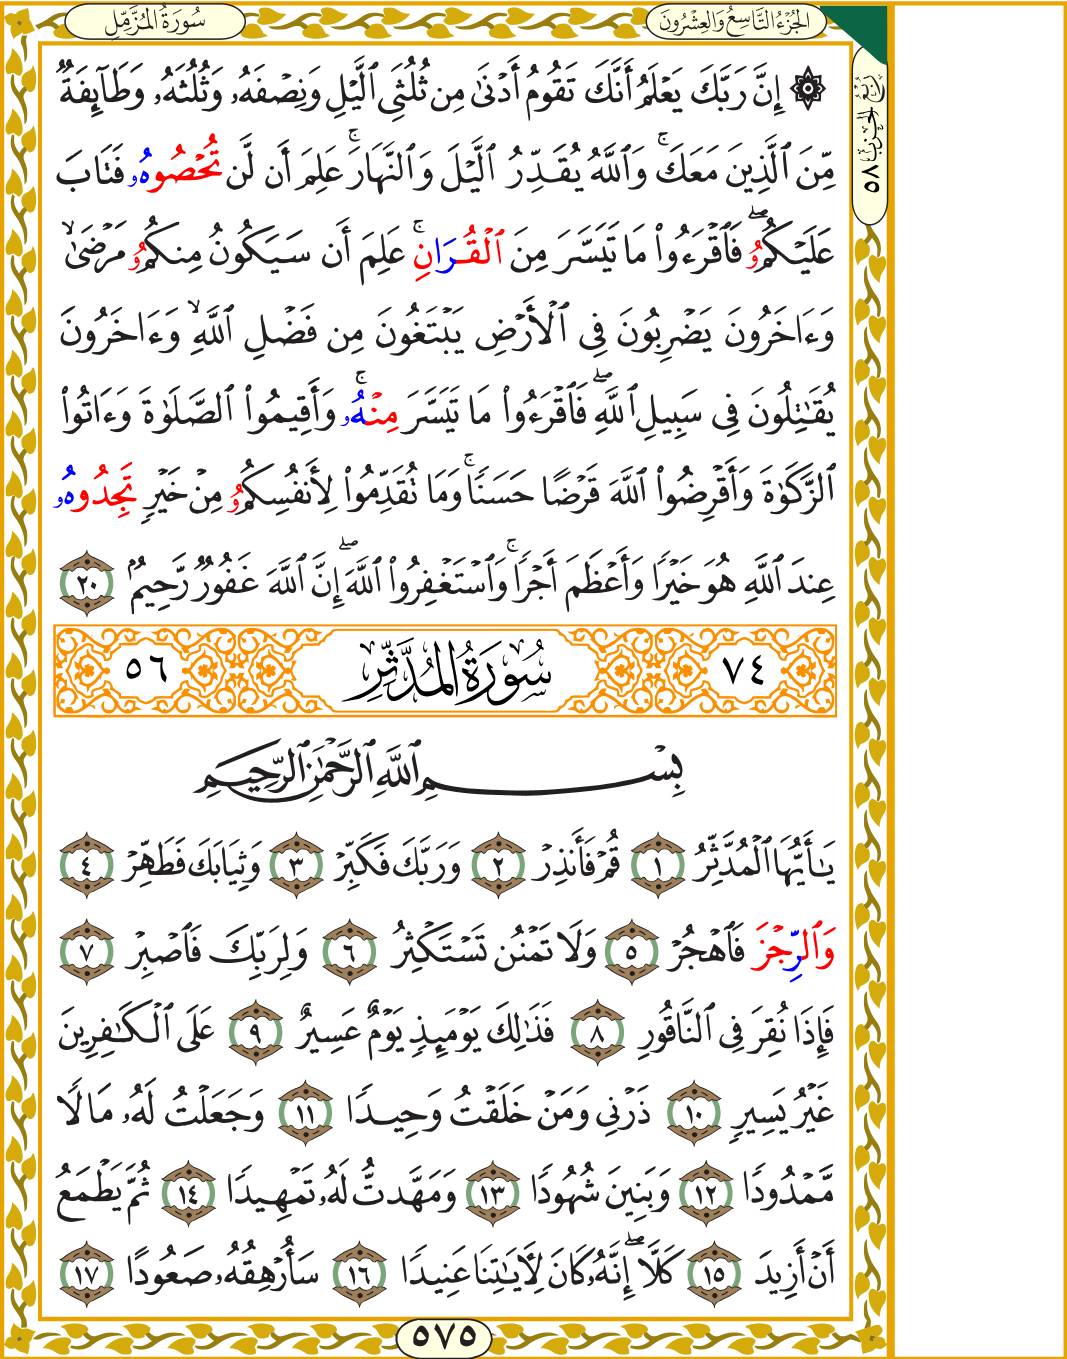 سُورَةُ المُزَّمِّلِ
الجُزْءُ التَّاسِعُ وَالعِشْرُونَ
رُبْعُ الحِزْبِ ٥٨
۞ إِنَّ رَبَّكَ يَعْلَمُ أَنَّكَ تَقُومُ أَدْنَىٰ مِن ثُلُثَيِ ٱلَّيْلِ وَنِصْفَهُۥ وَثُلُثَهُۥ وَطَآئِفَةٌ
مِّنَ ٱلَّذِينَ مَعَكَۚ وَٱللَّهُ يُقَدِّرُ ٱلَّيْلَ وَٱلنَّهَارَۚ عَلِمَ أَن لَّن تُحْصُوهُۥ فَتَابَ
عَلَيْكُمُۥۖ فَٱقْرَءُوا۟ مَا تَيَسَّرَ مِنَ ٱلْقُرَانِۚ عَلِمَ أَن سَيَكُونُ مِنكُمُۥ مَرْضَىٰۙ
وَءَاخَرُونَ يَضْرِبُونَ فِي ٱلْأَرْضِ يَبْتَغُونَ مِن فَضْلِ ٱللَّهِۙ وَءَاخَرُونَ
يُقَٰتِلُونَ فِي سَبِيلِ ٱللَّهِۖ فَٱقْرَءُوا۟ مَا تَيَسَّرَ مِنْهُۥۚ وَأَقِيمُوا۟ ٱلصَّلَوٰةَ وَءَاتُوا۟
ٱلزَّكَوٰةَ وَأَقْرِضُوا۟ ٱللَّهَ قَرْضًا حَسَنًاۚ وَمَا تُقَدِّمُوا۟ لِأَنفُسِكُمُۥ مِنْ خَيْرٍ تَجِدُوهُۥ
عِندَ ٱللَّهِ هُوَ خَيْرًا وَأَعْظَمَ أَجْرًاۚ وَٱسْتَغْفِرُوا۟ ٱللَّهَۖ إِنَّ ٱللَّهَ غَفُورٌ رَّحِيمٌۢ ٢٠
٧٤ سُورَةُ المُدَّثِّرِ ٥٦
بِسْمِ ٱللَّهِ ٱلرَّحْمَٰنِ ٱلرَّحِيمِ
يَٰٓأَيُّهَا ٱلْمُدَّثِّرُ ١ قُمْ فَأَنذِرْ ٢ وَرَبَّكَ فَكَبِّرْ ٣ وَثِيَابَكَ فَطَهِّرْ ٤
وَٱلرِّجْزَ فَٱهْجُرْ ٥ وَلَا تَمْنُن تَسْتَكْثِرُ ٦ وَلِرَبِّكَ فَٱصْبِرْ ٧
فَإِذَا نُقِرَ فِي ٱلنَّاقُورِ ٨ فَذَٰلِكَ يَوْمَئِذٍ يَوْمٌ عَسِيرٌ ٩ عَلَى ٱلْكَٰفِرِينَ
غَيْرُ يَسِيرٍ ١٠ ذَرْنِي وَمَنْ خَلَقْتُ وَحِيدًا ١١ وَجَعَلْتُ لَهُۥ مَالًا
مَّمْدُودًا ١٢ وَبَنِينَ شُهُودًا ١٣ وَمَهَّدتُّ لَهُۥ تَمْهِيدًا ١٤ ثُمَّ يَطْمَعُ
أَنْ أَزِيدَ ١٥ كَلَّآۖ إِنَّهُۥ كَانَ لِأٓيَٰتِنَا عَنِيدًا ١٦ سَأُرْهِقُهُۥ صَعُودًا ١٧
٥٧٥